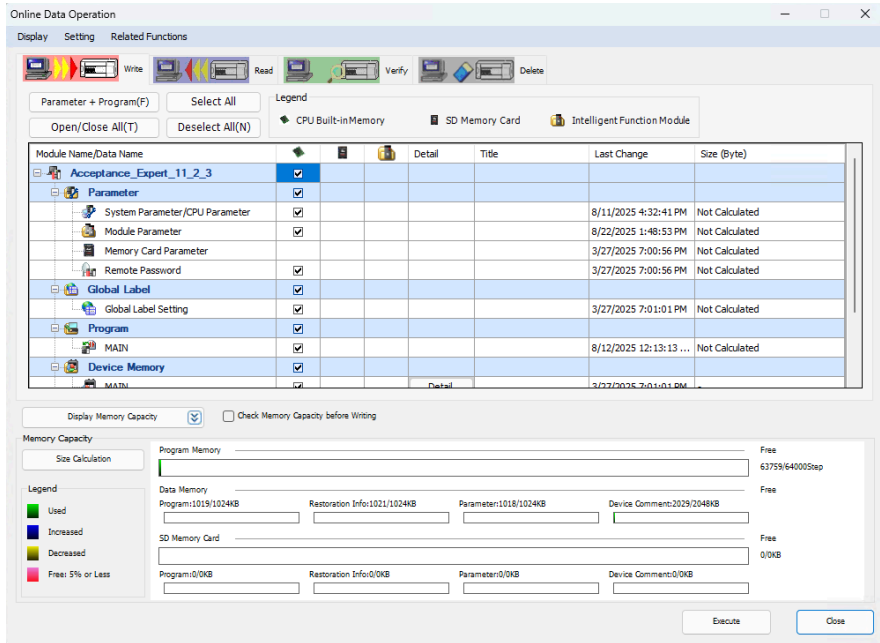 Online Data Operation
Display Setting Related Functions
Write Read Verify Delete
Parameter + Program(F) Select All Legend
Open/Close All(T) Deselect All(N) CPU Built-in Memory SD Memory Card Intelligent Function Module
Module Name/Data Name Detail Title Last Change Size (Byte)
Acceptance_Expert_11_2_3
Parameter
System Parameter/CPU Parameter 8/11/2025 4:32:41 PM Not Calculated
Module Parameter 8/22/2025 1:48:53 PM Not Calculated
Memory Card Parameter 3/27/2025 7:00:56 PM Not Calculated
Remote Password 3/27/2025 7:00:56 PM Not Calculated
Global Label
Global Label Setting 3/27/2025 7:01:01 PM Not Calculated
Program
MAIN 8/12/2025 12:13:13 ... Not Calculated
Device Memory
MAIN Detail 3/27/2025 7:01:01 PM -
Display Memory Capacity Check Memory Capacity before Writing
Memory Capacity
Size Calculation Program Memory Free
63759/64000Step
Legend Data Memory Free
Used Program:1019/1024KB Restoration Info:1021/1024KB Parameter:1018/1024KB Device Comment:2029/2048KB
Increased SD Memory Card Free
Decreased 0/0KB
Free: 5% or Less Program:0/0KB Restoration Info:0/0KB Parameter:0/0KB Device Comment:0/0KB
Execute Close